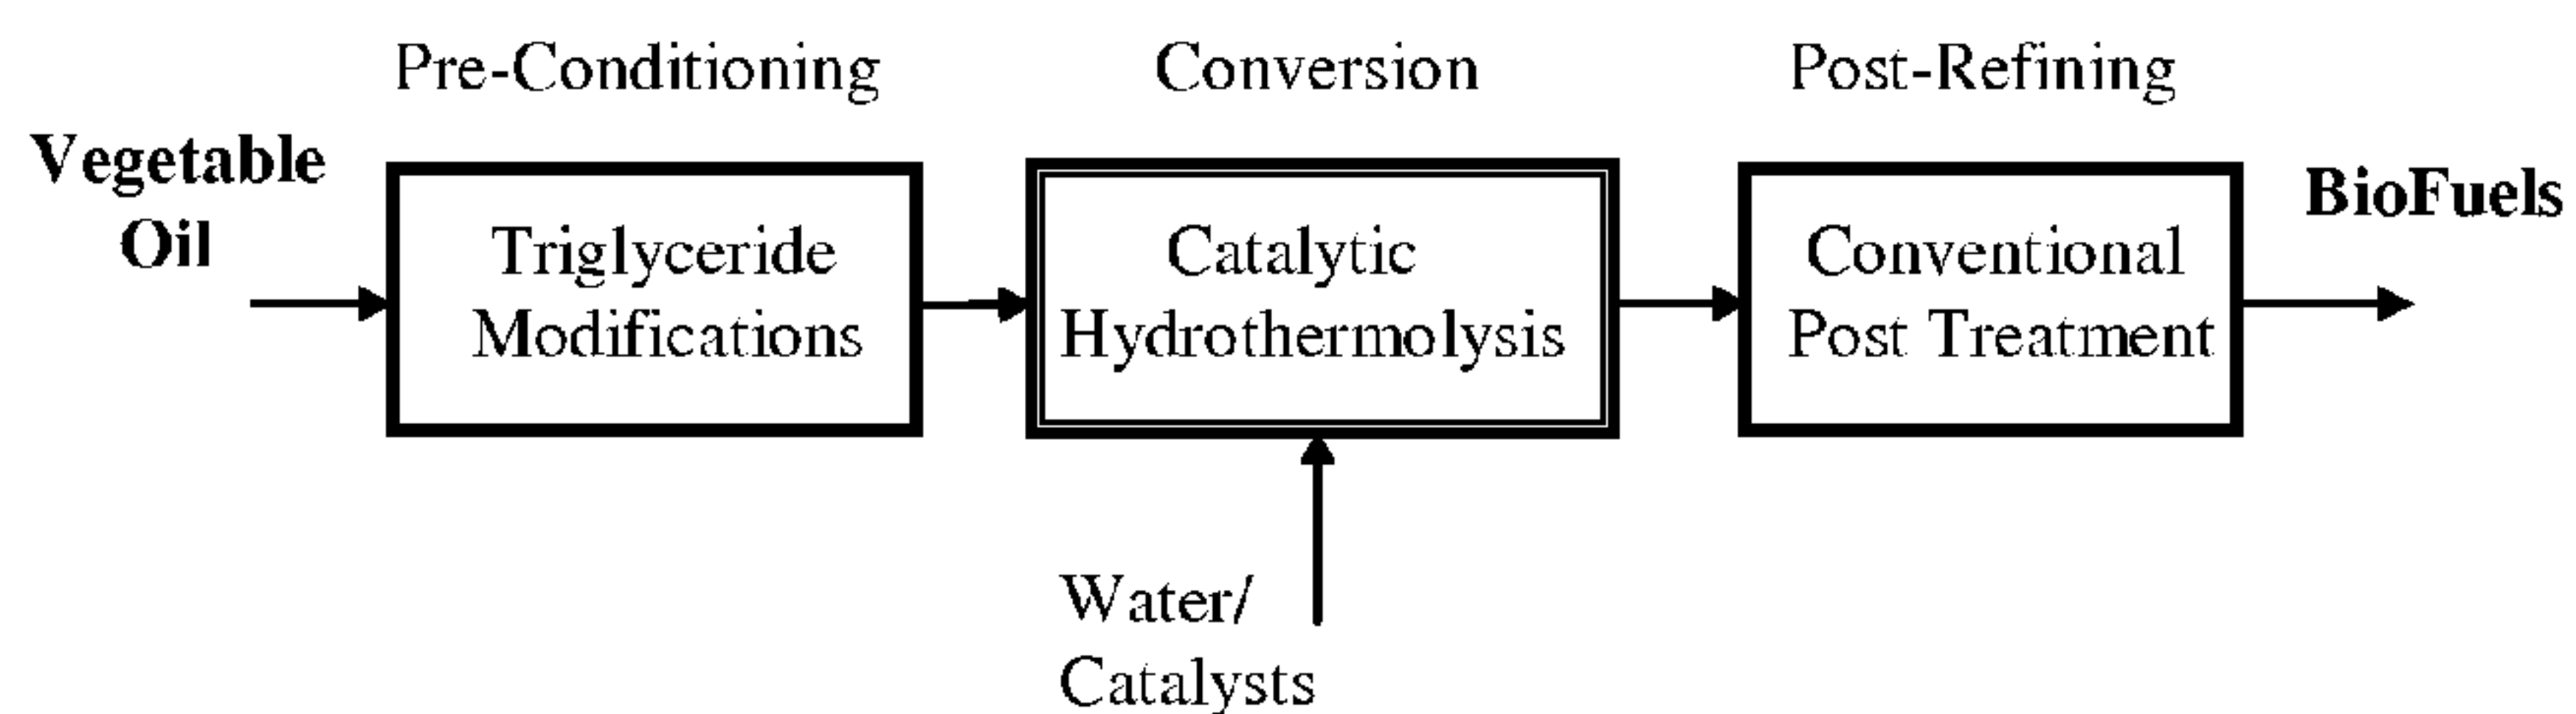 Pre-Conditioning
Conversion
Post-Refining
Vegetable
Oil
Triglyceride
Modifications
Catalytic
Hydrothermolysis
Conventional
Post Treatment
BioFuels
Water/
Catalysts